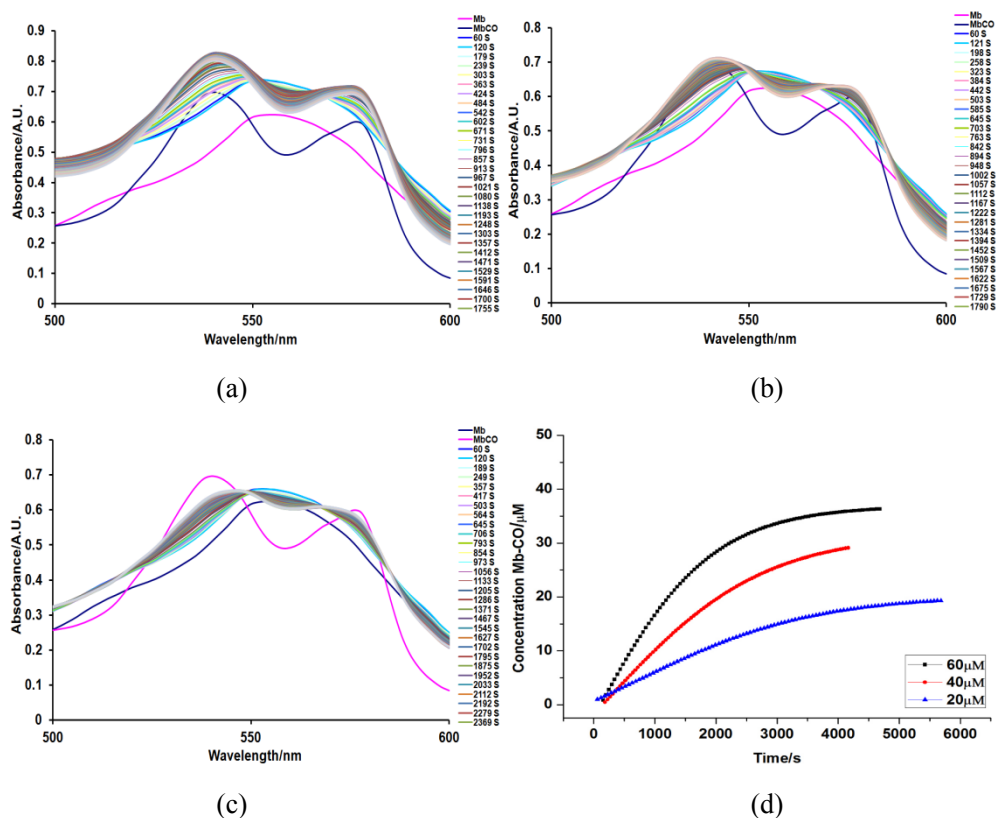 0.9
0.8
0.7
0.6
0.5
0.4
0.3
0.2
0.1
0
Absorbance/A.U.
500
550
600
Wavelength/nm
Mb
MbCO
60 S
120 S
179 S
239 S
303 S
363 S
424 S
484 S
542 S
602 S
671 S
731 S
796 S
857 S
913 S
967 S
1021 S
1080 S
1138 S
1193 S
1248 S
1303 S
1357 S
1412 S
1471 S
1529 S
1591 S
1646 S
1700 S
1755 S
(a)
0.8
0.7
0.6
0.5
0.4
0.3
0.2
0.1
0
Absorbance/A.U.
500
550
600
Wavelength/nm
Mb
MbCO
60 S
121 S
198 S
258 S
323 S
384 S
442 S
503 S
585 S
645 S
703 S
763 S
842 S
894 S
948 S
1002 S
1057 S
1112 S
1167 S
1222 S
1281 S
1334 S
1394 S
1452 S
1509 S
1567 S
1622 S
1675 S
1729 S
1790 S
(b)
0.8
0.7
0.6
0.5
0.4
0.3
0.2
0.1
0
Absorbance/A.U.
500
550
600
Wavelength/nm
Mb
MbCO
60 S
120 S
189 S
249 S
357 S
417 S
503 S
564 S
645 S
706 S
793 S
854 S
973 S
1056 S
1133 S
1205 S
1286 S
1371 S
1467 S
1545 S
1627 S
1702 S
1795 S
1875 S
1952 S
2033 S
2112 S
2192 S
2279 S
2369 S
(c)
50
40
30
20
10
0
Concentration Mb-CO/μM
0
1000
2000
3000
4000
5000
6000
Time/s
60μM
40μM
20μM
(d)